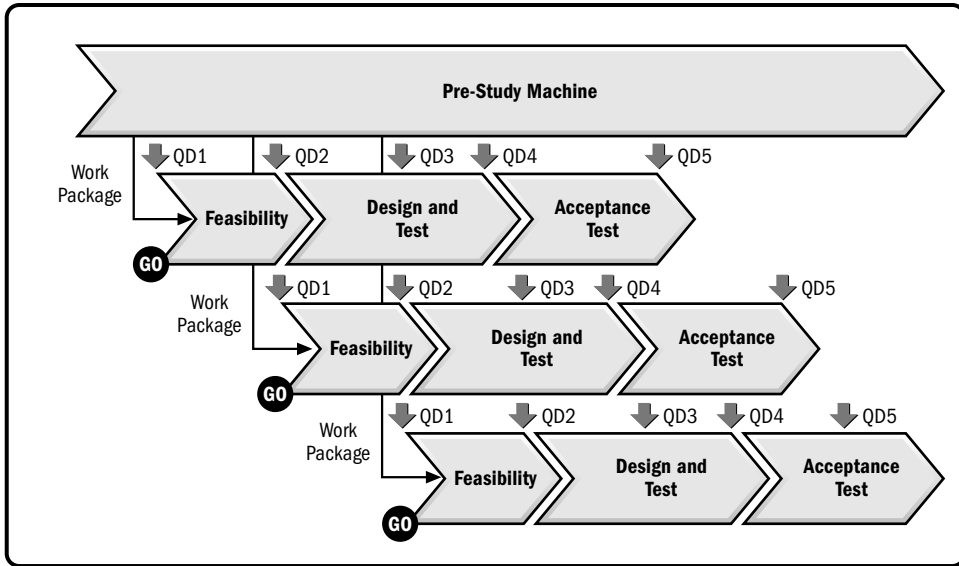 Pre-Study Machine
QD1 QD2 QD3 QD4 QD5
Work
Package
Feasibility
Design and
Test
Acceptance
Test
GO
QD1 QD2 QD3 QD4 QD5
Work
Package
Feasibility
Design and
Test
Acceptance
Test
GO
QD1 QD2 QD3 QD4 QD5
Work
Package
Feasibility
Design and
Test
Acceptance
Test
GO